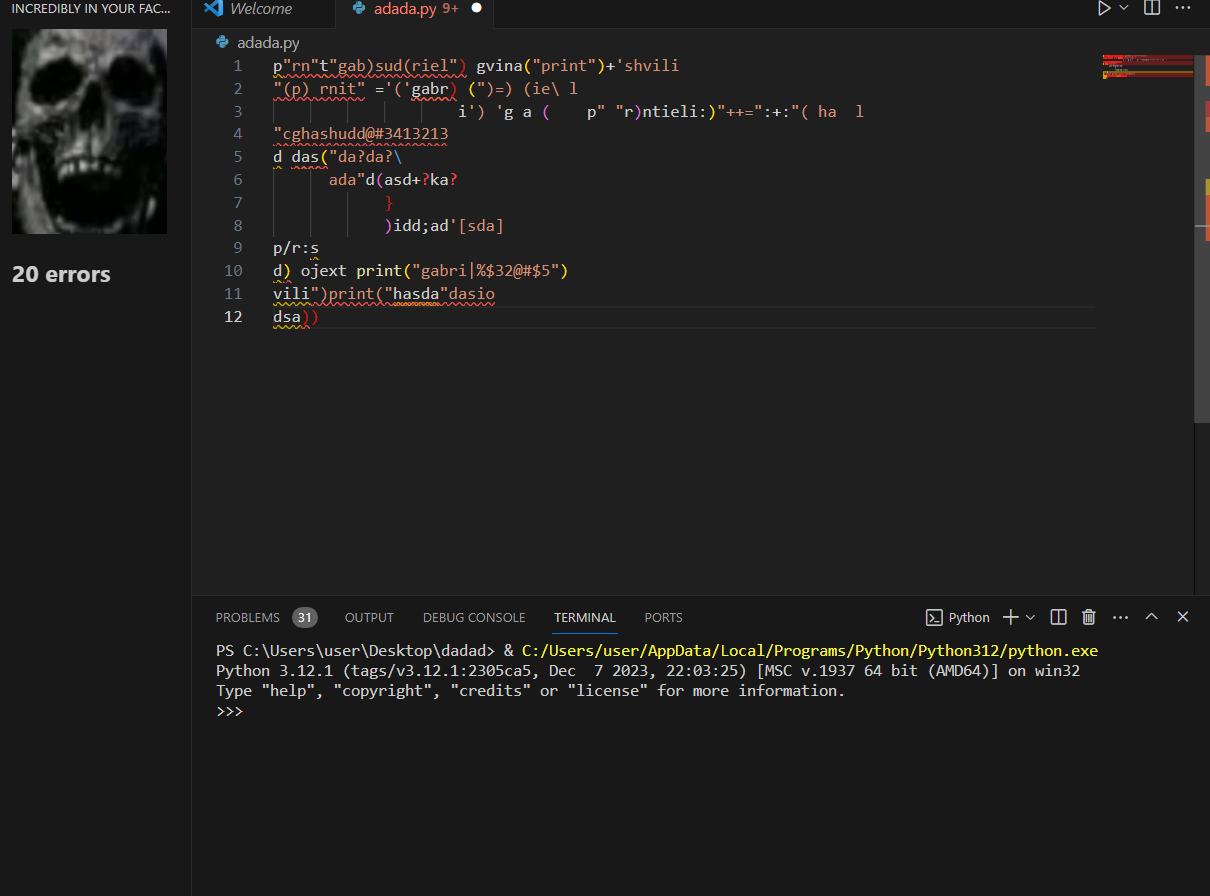 INCREDIBLY IN YOUR FAC...
Welcome
adada.py 9+
adada.py
20 errors
1 p"rn"t"gab)sud(riel") gvina("print")+'shvili
2 "(p) rnit" ='('gabr) (")=) (ie\ l
3 i') 'g a ( p" "r)ntieli:)"++=":+:"( ha l
4 "cghashudd@#3413213
5 d das("da?da?\
6 ada"d(asd+?ka?
7 }
8 )idd;ad'[sda]
9 p/r:s
10 d) ojext print("gabri|%$32@#$5")
11 vili")print("hasda"dasio
12 dsa))
PROBLEMS 31 OUTPUT DEBUG CONSOLE TERMINAL PORTS Python
PS C:\Users\user\Desktop\dadad> & C:/Users/user/AppData/Local/Programs/Python/Python312/python.exe
Python 3.12.1 (tags/v3.12.1:2305ca5, Dec  7 2023, 22:03:25) [MSC v.1937 64 bit (AMD64)] on win32
Type "help", "copyright", "credits" or "license" for more information.
>>>